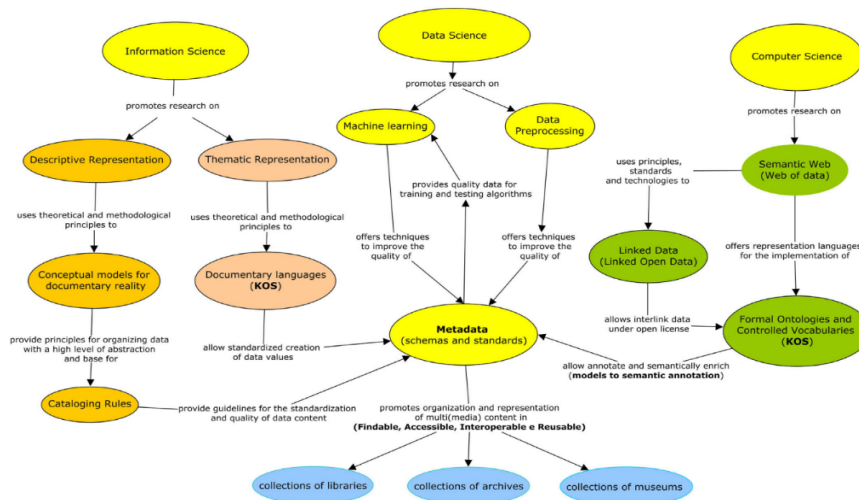 Information Science
Data Science
Computer Science
promotes research on
promotes research on
promotes research on
Machine learning
Data
Preprocessing
Descriptive Representation
Thematic Representation
Semantic Web
(Web of data)
uses principles,
standards
and technologies to
provides quality data for
training and testing algorithms
uses theoretical and methodological
principles to
uses theoretical and methodological
principles to
offers techniques
to improve the
quality of
offers techniques
to improve the
quality of
offers representation languages
for the implementation of
Linked Data
(Linked Open Data)
Conceptual models for
documentary reality
Documentary languages
(KOS)
allows interlink data
under open license
Formal Ontologies and
Controlled Vocabularies
(KOS)
Metadata
(schemas and standards)
provide principles for organizing data
with a high level of abstraction
and base for
allow standardized creation
of data values
allow annotate and semantically enrich
(models to semantic annotation)
Cataloging Rules
provide guidelines for the standardization
and quality of data content
promotes organization and representation
of multi(media) content in
(Findable, Accessible, Interoperable e Reusable)
collections of libraries
collections of archives
collections of museums